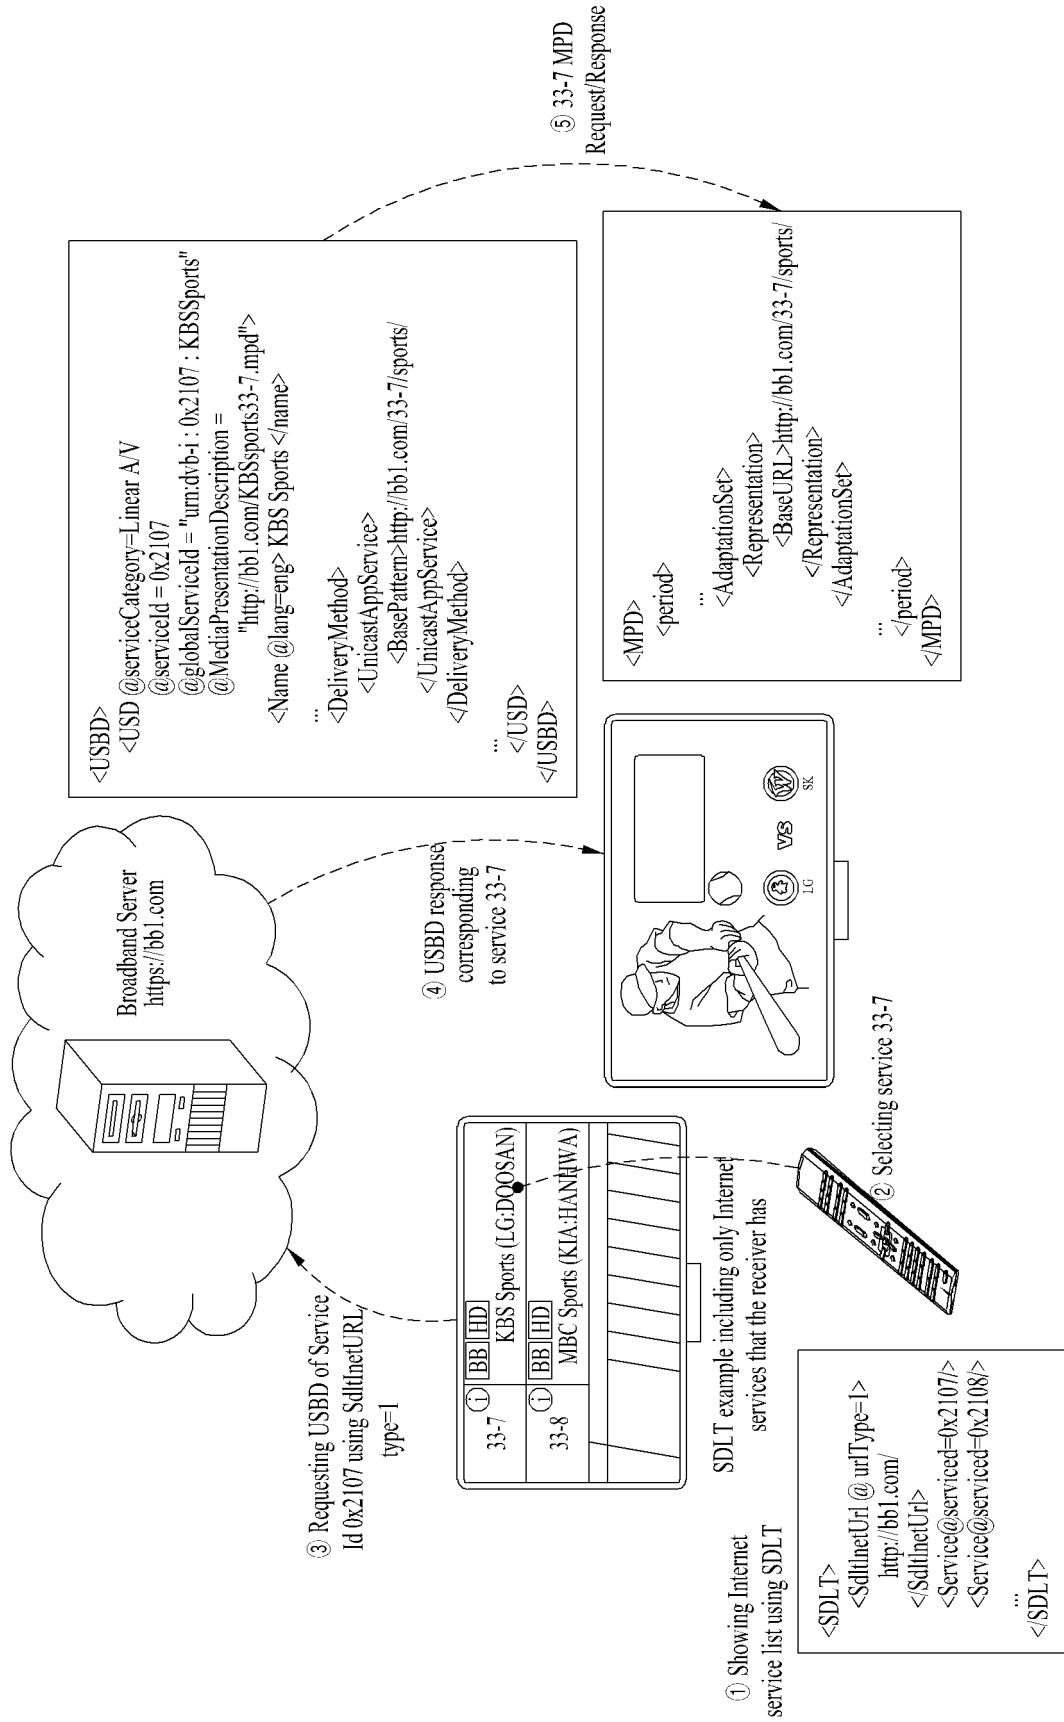 ① Showing Internet
service list using SDLT
<SDLT>
<SdltInetUrl @ urlType=1>
http://bb1.com/
</SdltInetUrl>
<Service@serviced=0x2107/>
<Service@serviced=0x2108/>
...
</SDLT>
SDLT example including only Internet
services that the receiver has
② Selecting service 33-7
③ Requesting USBD of Service
Id 0x2107 using SdltInetURL
type=1
33-7
i BB HD
KBS Sports (LG:DOOSAN)
33-8
i BB HD
MBC Sports (KIA:HANHWA)
Broadband Server
https://bb1.com
④ USBD response
corresponding
to service 33-7
LG
VS
W
SK
<USBD>
<USD @serviceCategory=Linear A/V
@serviceId = 0x2107
@globalServiceId = "urn:dvb-i : 0x2107 : KBSSports"
@MediaPresentationDescription =
"http://bb1.com/KBSsports33-7.mpd">
<Name @lang=eng> KBS Sports </name>
...
<DeliveryMethod>
<UnicastAppService>
<BasePattern>http://bb1.com/33-7/sports/
</UnicastAppService>
</DeliveryMethod>
...
</USD>
</USBD>
⑤ 33-7 MPD
Request/Response
<MPD>
<period>
...
<AdaptationSet>
<Representation>
<BaseURL>http://bb1.com/33-7/sports/
</Representation>
</AdaptationSet>
...
</period>
</MPD>